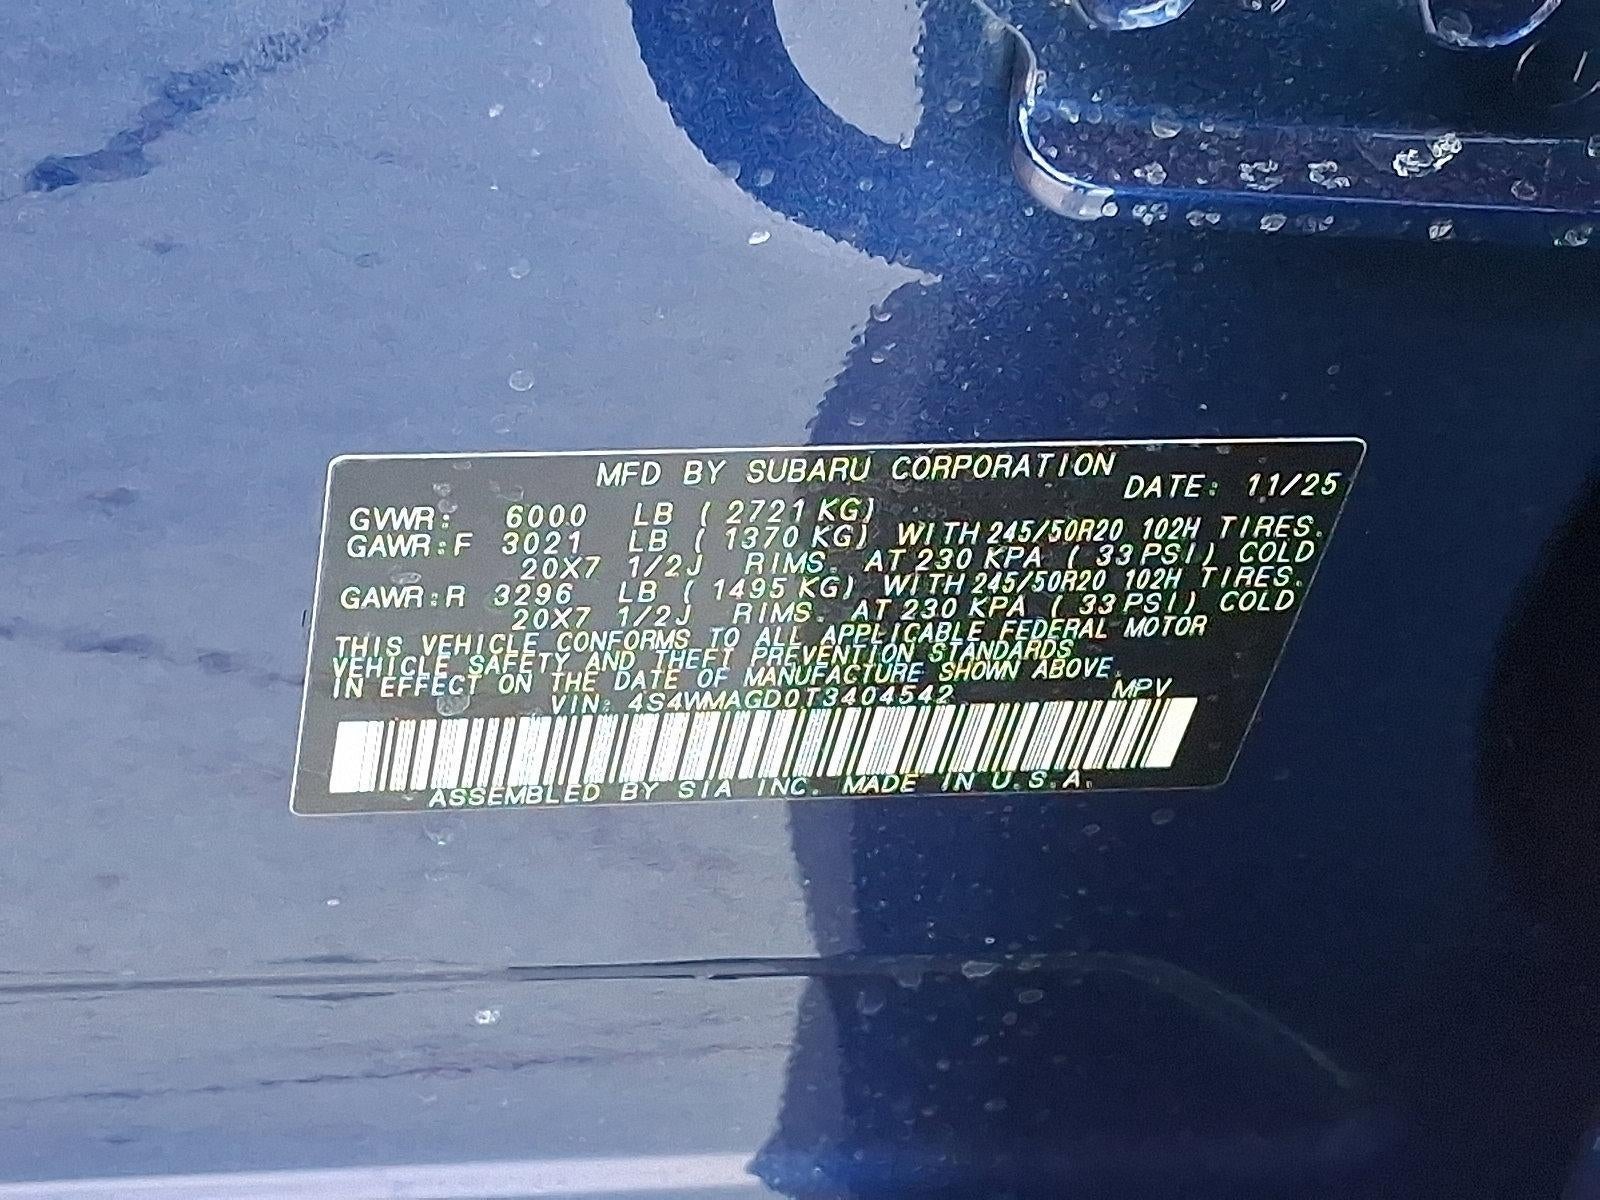 MFD BY SUBARU CORPORATION
DATE: 11/25
GVWR: 6000 LB ( 2721 KG)
GAWR:F 3021 LB ( 1370 KG) WITH 245/50R20 102H TIRES.
20X7 1/2J RIMS. AT 230 KPA ( 33 PSI) COLD
GAWR:R 3296 LB ( 1495 KG) WITH 245/50R20 102H TIRES.
20X7 1/2J RIMS. AT 230 KPA ( 33 PSI) COLD
THIS VEHICLE CONFORMS TO ALL APPLICABLE FEDERAL MOTOR
VEHICLE SAFETY AND THEFT PREVENTION STANDARDS
IN EFFECT ON THE DATE OF MANUFACTURE SHOWN ABOVE.
VIN: 4S4WMAGD0T3404542 MPV
ASSEMBLED BY SIA INC. MADE IN U.S.A.